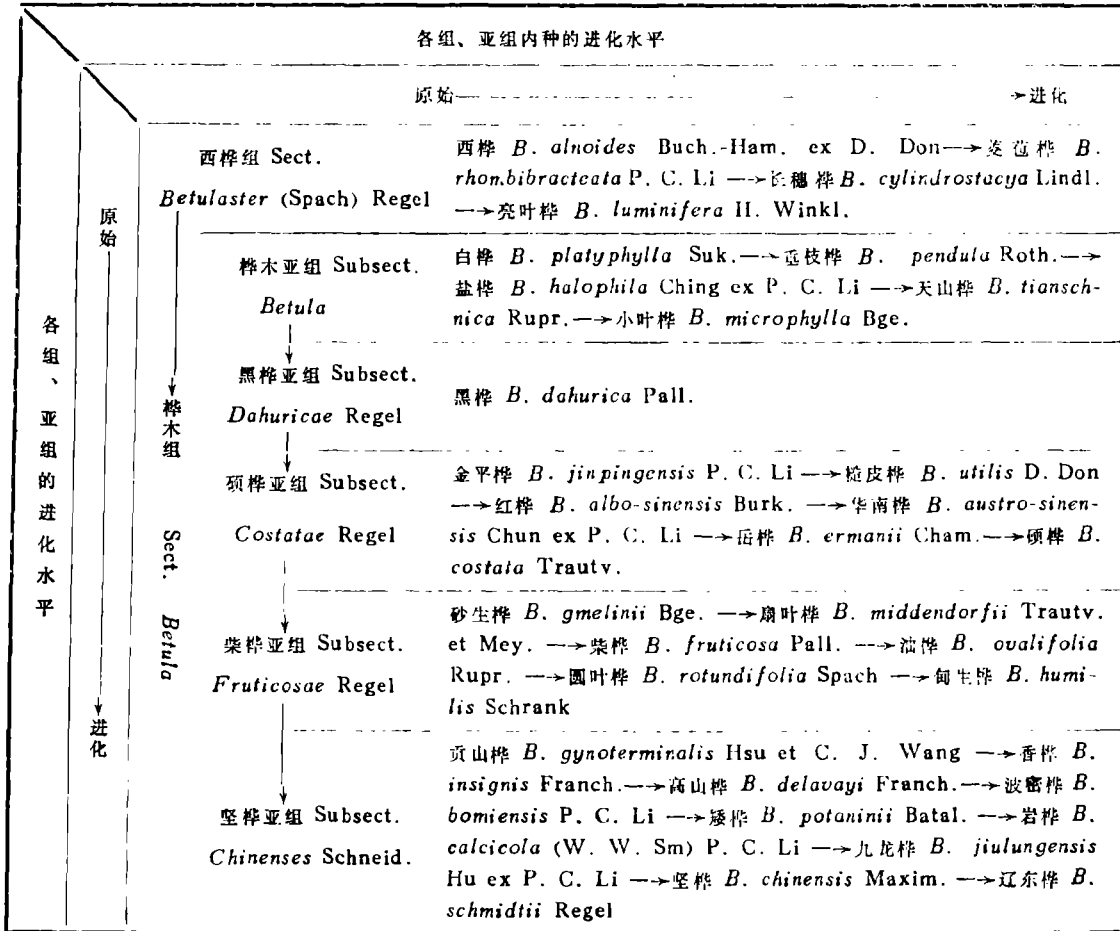 各组、亚组内种的进化水平
原始——→进化
各组、亚组的进化水平
原始
进化
西桦组 Sect.
Betulaster (Spach) Regel
西桦 B. alnoides Buch.-Ham. ex D. Don—→菱苞桦 B.
rhombibracteata P. C. Li —→长穗桦 B. cylindrostacya Lindl.
—→亮叶桦 B. luminifera H. Winkl.
桦木组 Sect. Betula
桦木亚组 Subsect.
Betula
白桦 B. platyphylla Suk.—→垂枝桦 B. pendula Roth.—→
盐桦 B. halophila Ching ex P. C. Li —→天山桦 B. tiansch-
nica Rupr.—→小叶桦 B. microphylla Bge.
黑桦亚组 Subsect.
Dahuricae Regel
黑桦 B. dahurica Pall.
硕桦亚组 Subsect.
Costatae Regel
金平桦 B. jinpingensis P. C. Li —→糙皮桦 B. utilis D. Don
—→红桦 B. albo-sinensis Burk. —→华南桦 B. austro-sinen-
sis Chun ex P. C. Li —→岳桦 B. ermanii Cham.—→硕桦 B.
costata Trautv.
柴桦亚组 Subsect.
Fruticosae Regel
砂生桦 B. gmelinii Bge. —→扇叶桦 B. middendorfii Trautv.
et Mey. —→柴桦 B. fruticosa Pall. —→油桦 B. ovalifolia
Rupr. —→圆叶桦 B. rotundifolia Spach —→甸生桦 B. humi-
lis Schrank
坚桦亚组 Subsect.
Chinenses Schneid.
贡山桦 B. gynoterminalis Hsu et C. J. Wang —→香桦 B.
insignis Franch.—→高山桦 B. delavayi Franch.—→波密桦 B.
bomiensis P. C. Li —→矮桦 B. potaninii Batal. —→岩桦 B.
calcicola (W. W. Sm) P. C. Li —→九龙桦 B. jiulungensis
Hu ex P. C. Li —→坚桦 B. chinensis Maxim. —→辽东桦 B.
schmidtii Regel